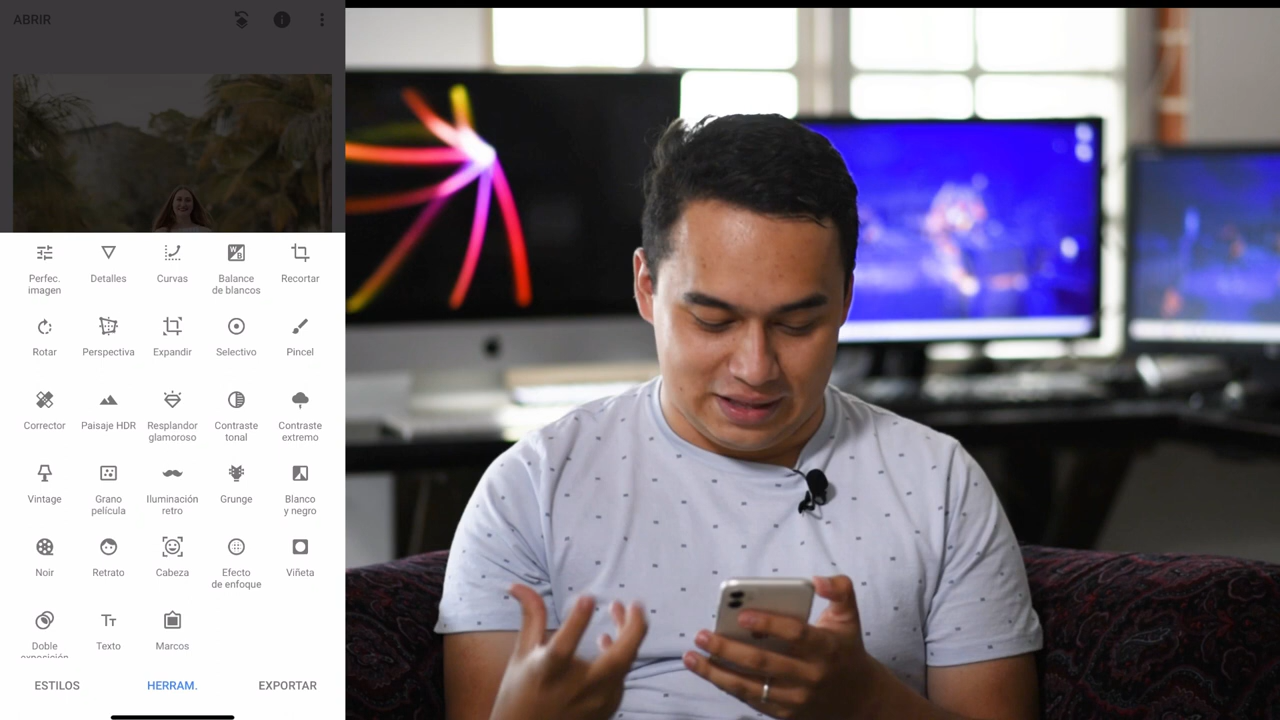 ABRIR
Perfec. imagen
Detalles
Curvas
Balance de blancos
Recortar
Rotar
Perspectiva
Expandir
Selectivo
Pincel
Corrector
Paisaje HDR
Resplandor glamoroso
Contraste tonal
Contraste extremo
Vintage
Grano película
Iluminación retro
Grunge
Blanco y negro
Noir
Retrato
Cabeza
Efecto de enfoque
Viñeta
Doble exposición
Texto
Marcos
ESTILOS
HERRAM.
EXPORTAR